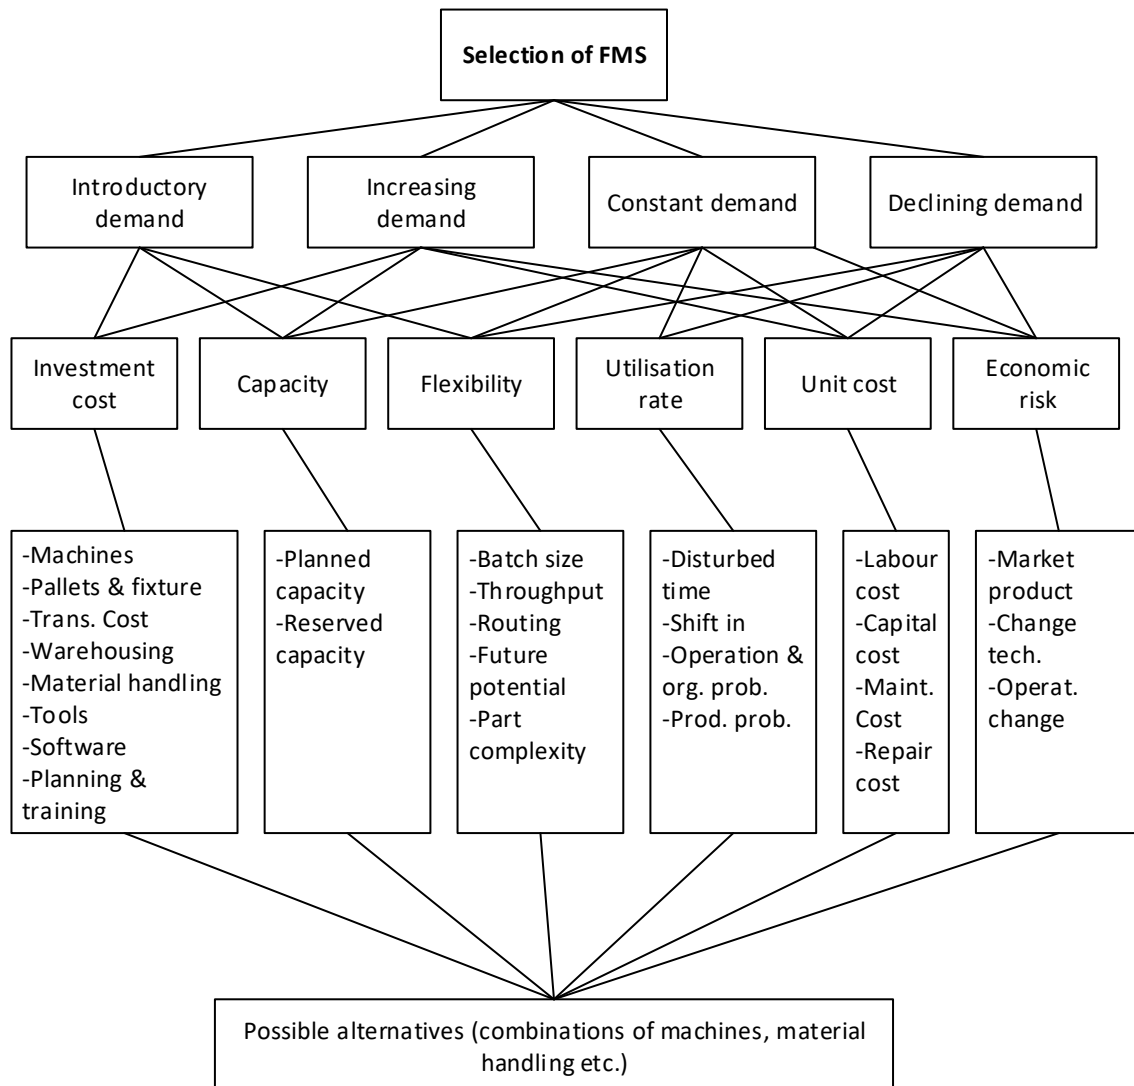 Selection of FMS
Introductory
demand
Increasing
demand
Constant demand
Declining demand
Investment
cost
Capacity
Flexibility
Utilisation
rate
Unit cost
Economic
risk
-Machines
-Pallets & fixture
-Trans. Cost
-Warehousing
-Material handling
-Tools
-Software
-Planning &
training
-Planned
capacity
-Reserved
capacity
-Batch size
-Throughput
-Routing
-Future
potential
-Part
complexity
-Disturbed
time
-Shift in
-Operation &
org. prob.
-Prod. prob.
-Labour
cost
-Capital
cost
-Maint.
Cost
-Repair
cost
-Market
product
-Change
tech.
-Operat.
change
Possible alternatives (combinations of machines, material
handling etc.)